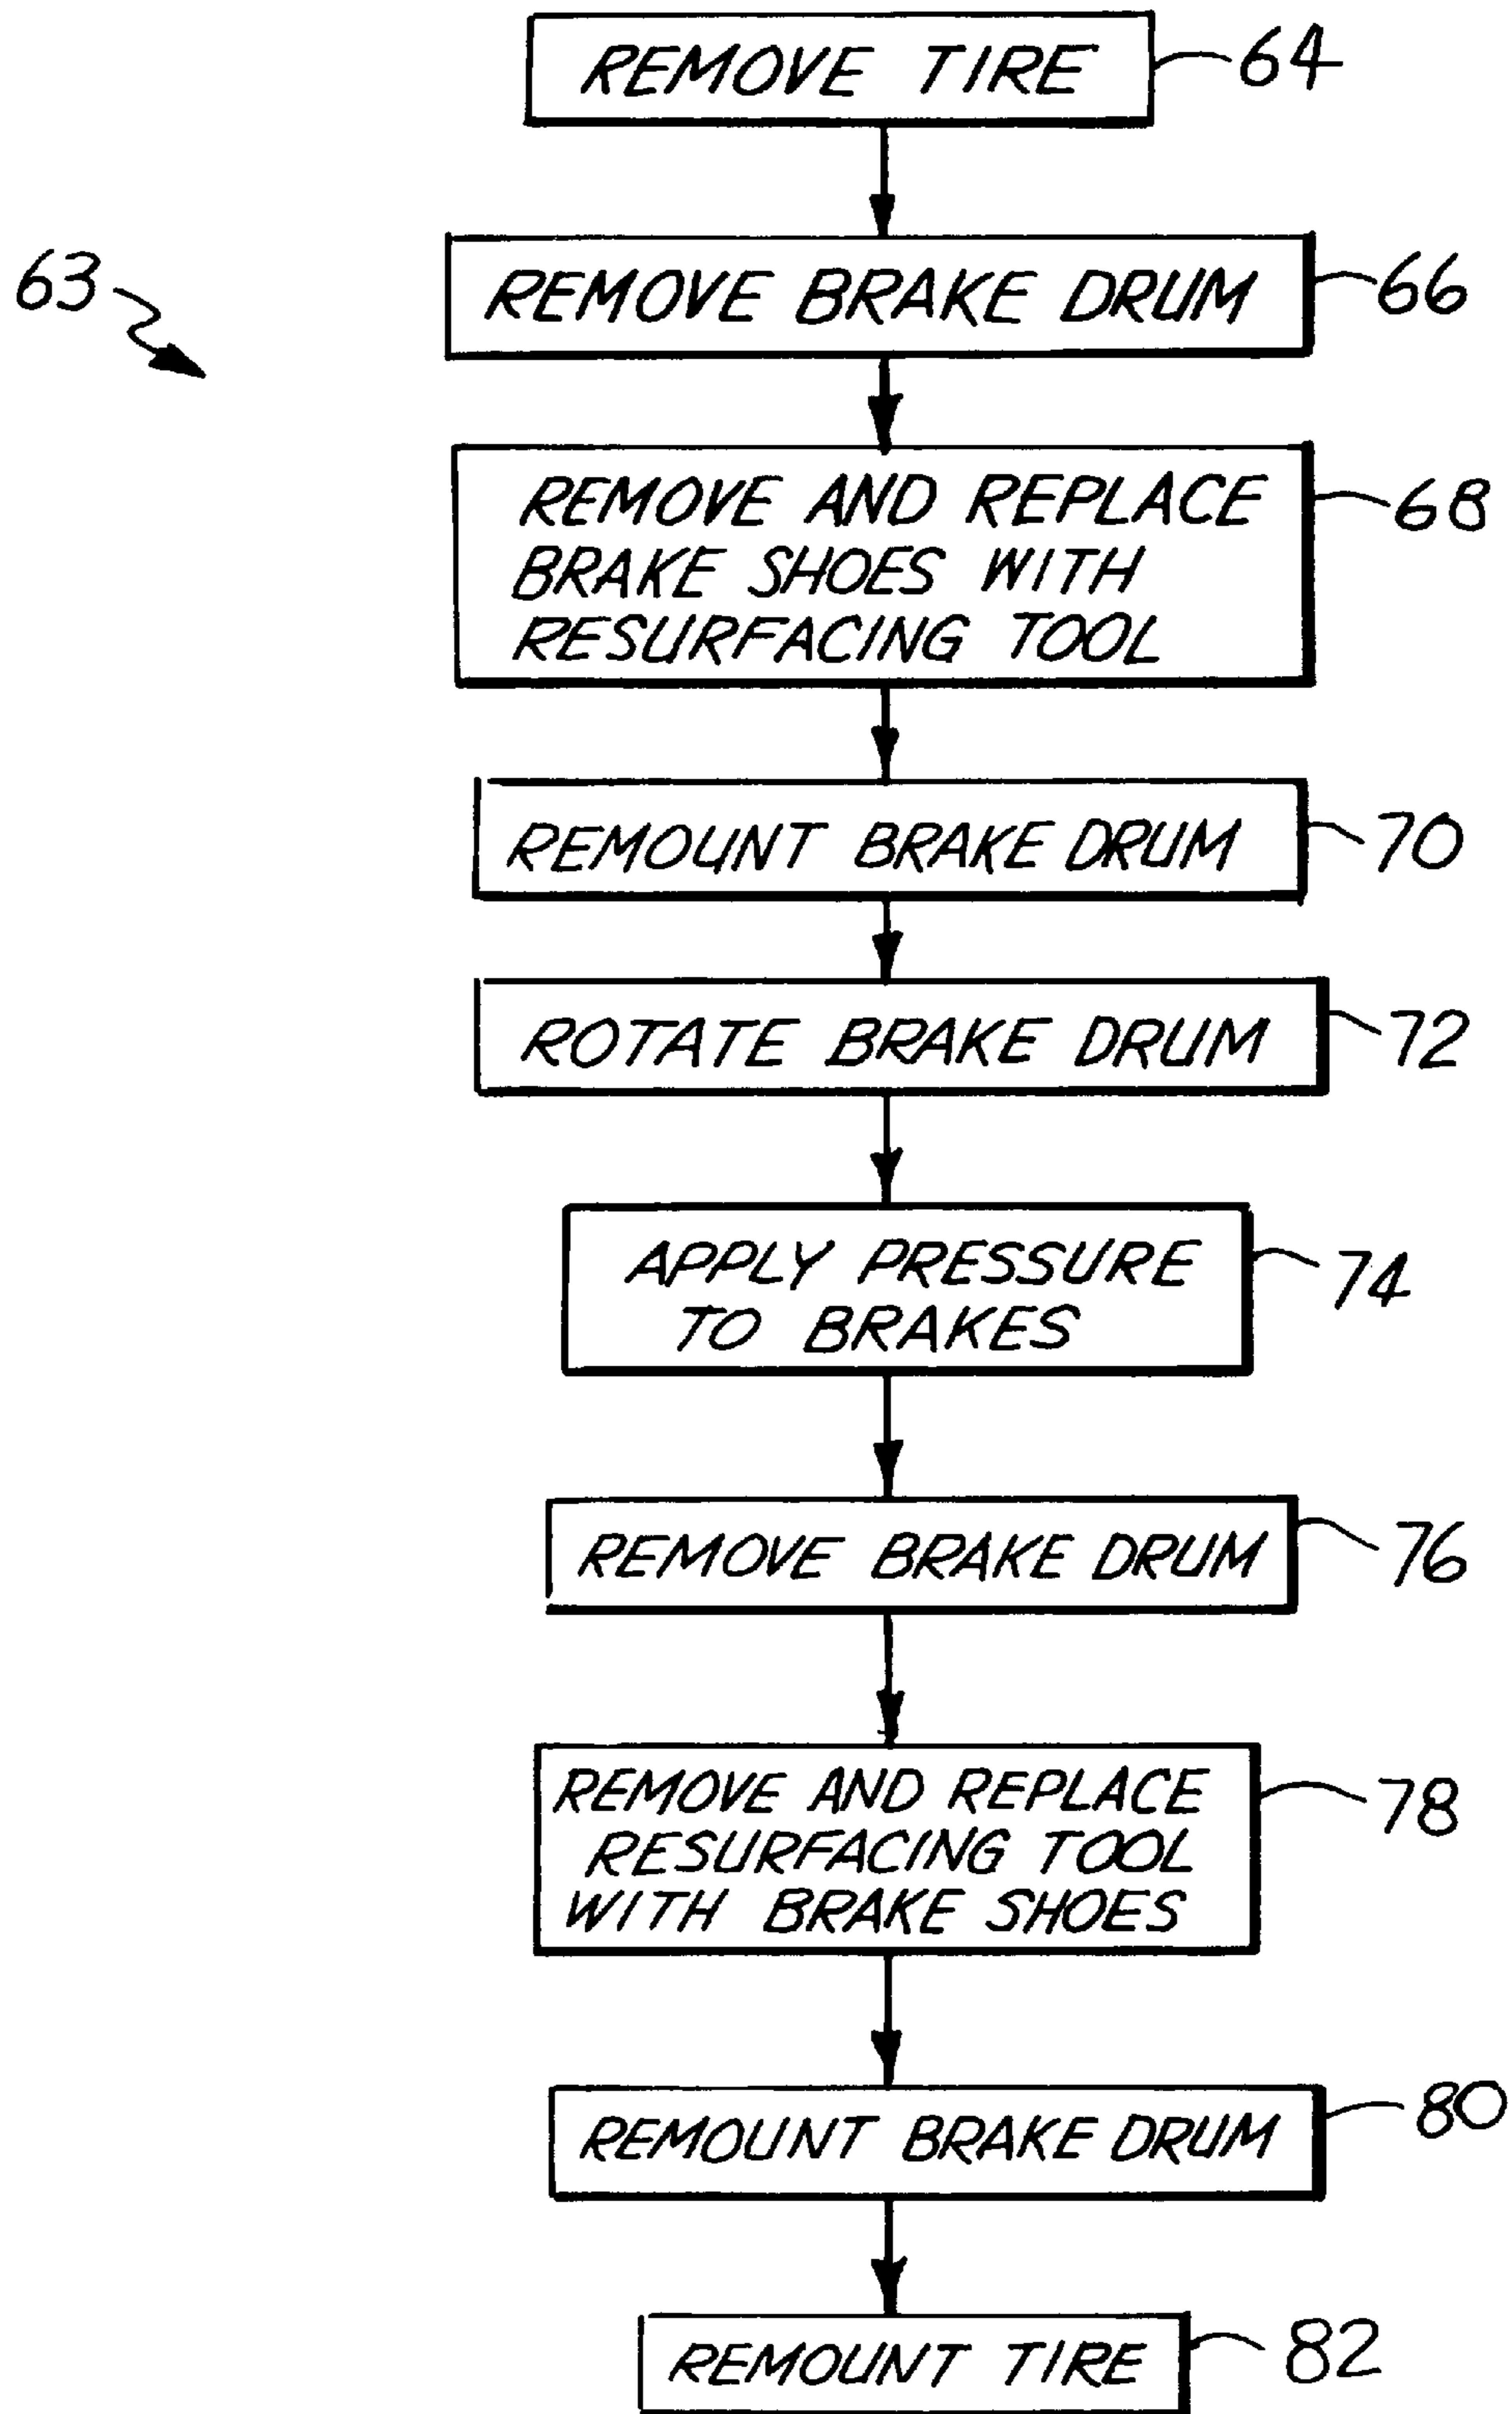 REMOVE TIRE
64
63
REMOVE BRAKE DRUM
66
REMOVE AND REPLACE
BRAKE SHOES WITH
RESURFACING TOOL
68
REMOUNT BRAKE DRUM
70
ROTATE BRAKE DRUM
72
APPLY PRESSURE
TO BRAKES
74
REMOVE BRAKE DRUM
76
REMOVE AND REPLACE
RESURFACING TOOL
WITH BRAKE SHOES
78
REMOUNT BRAKE DRUM
80
REMOUNT TIRE
82